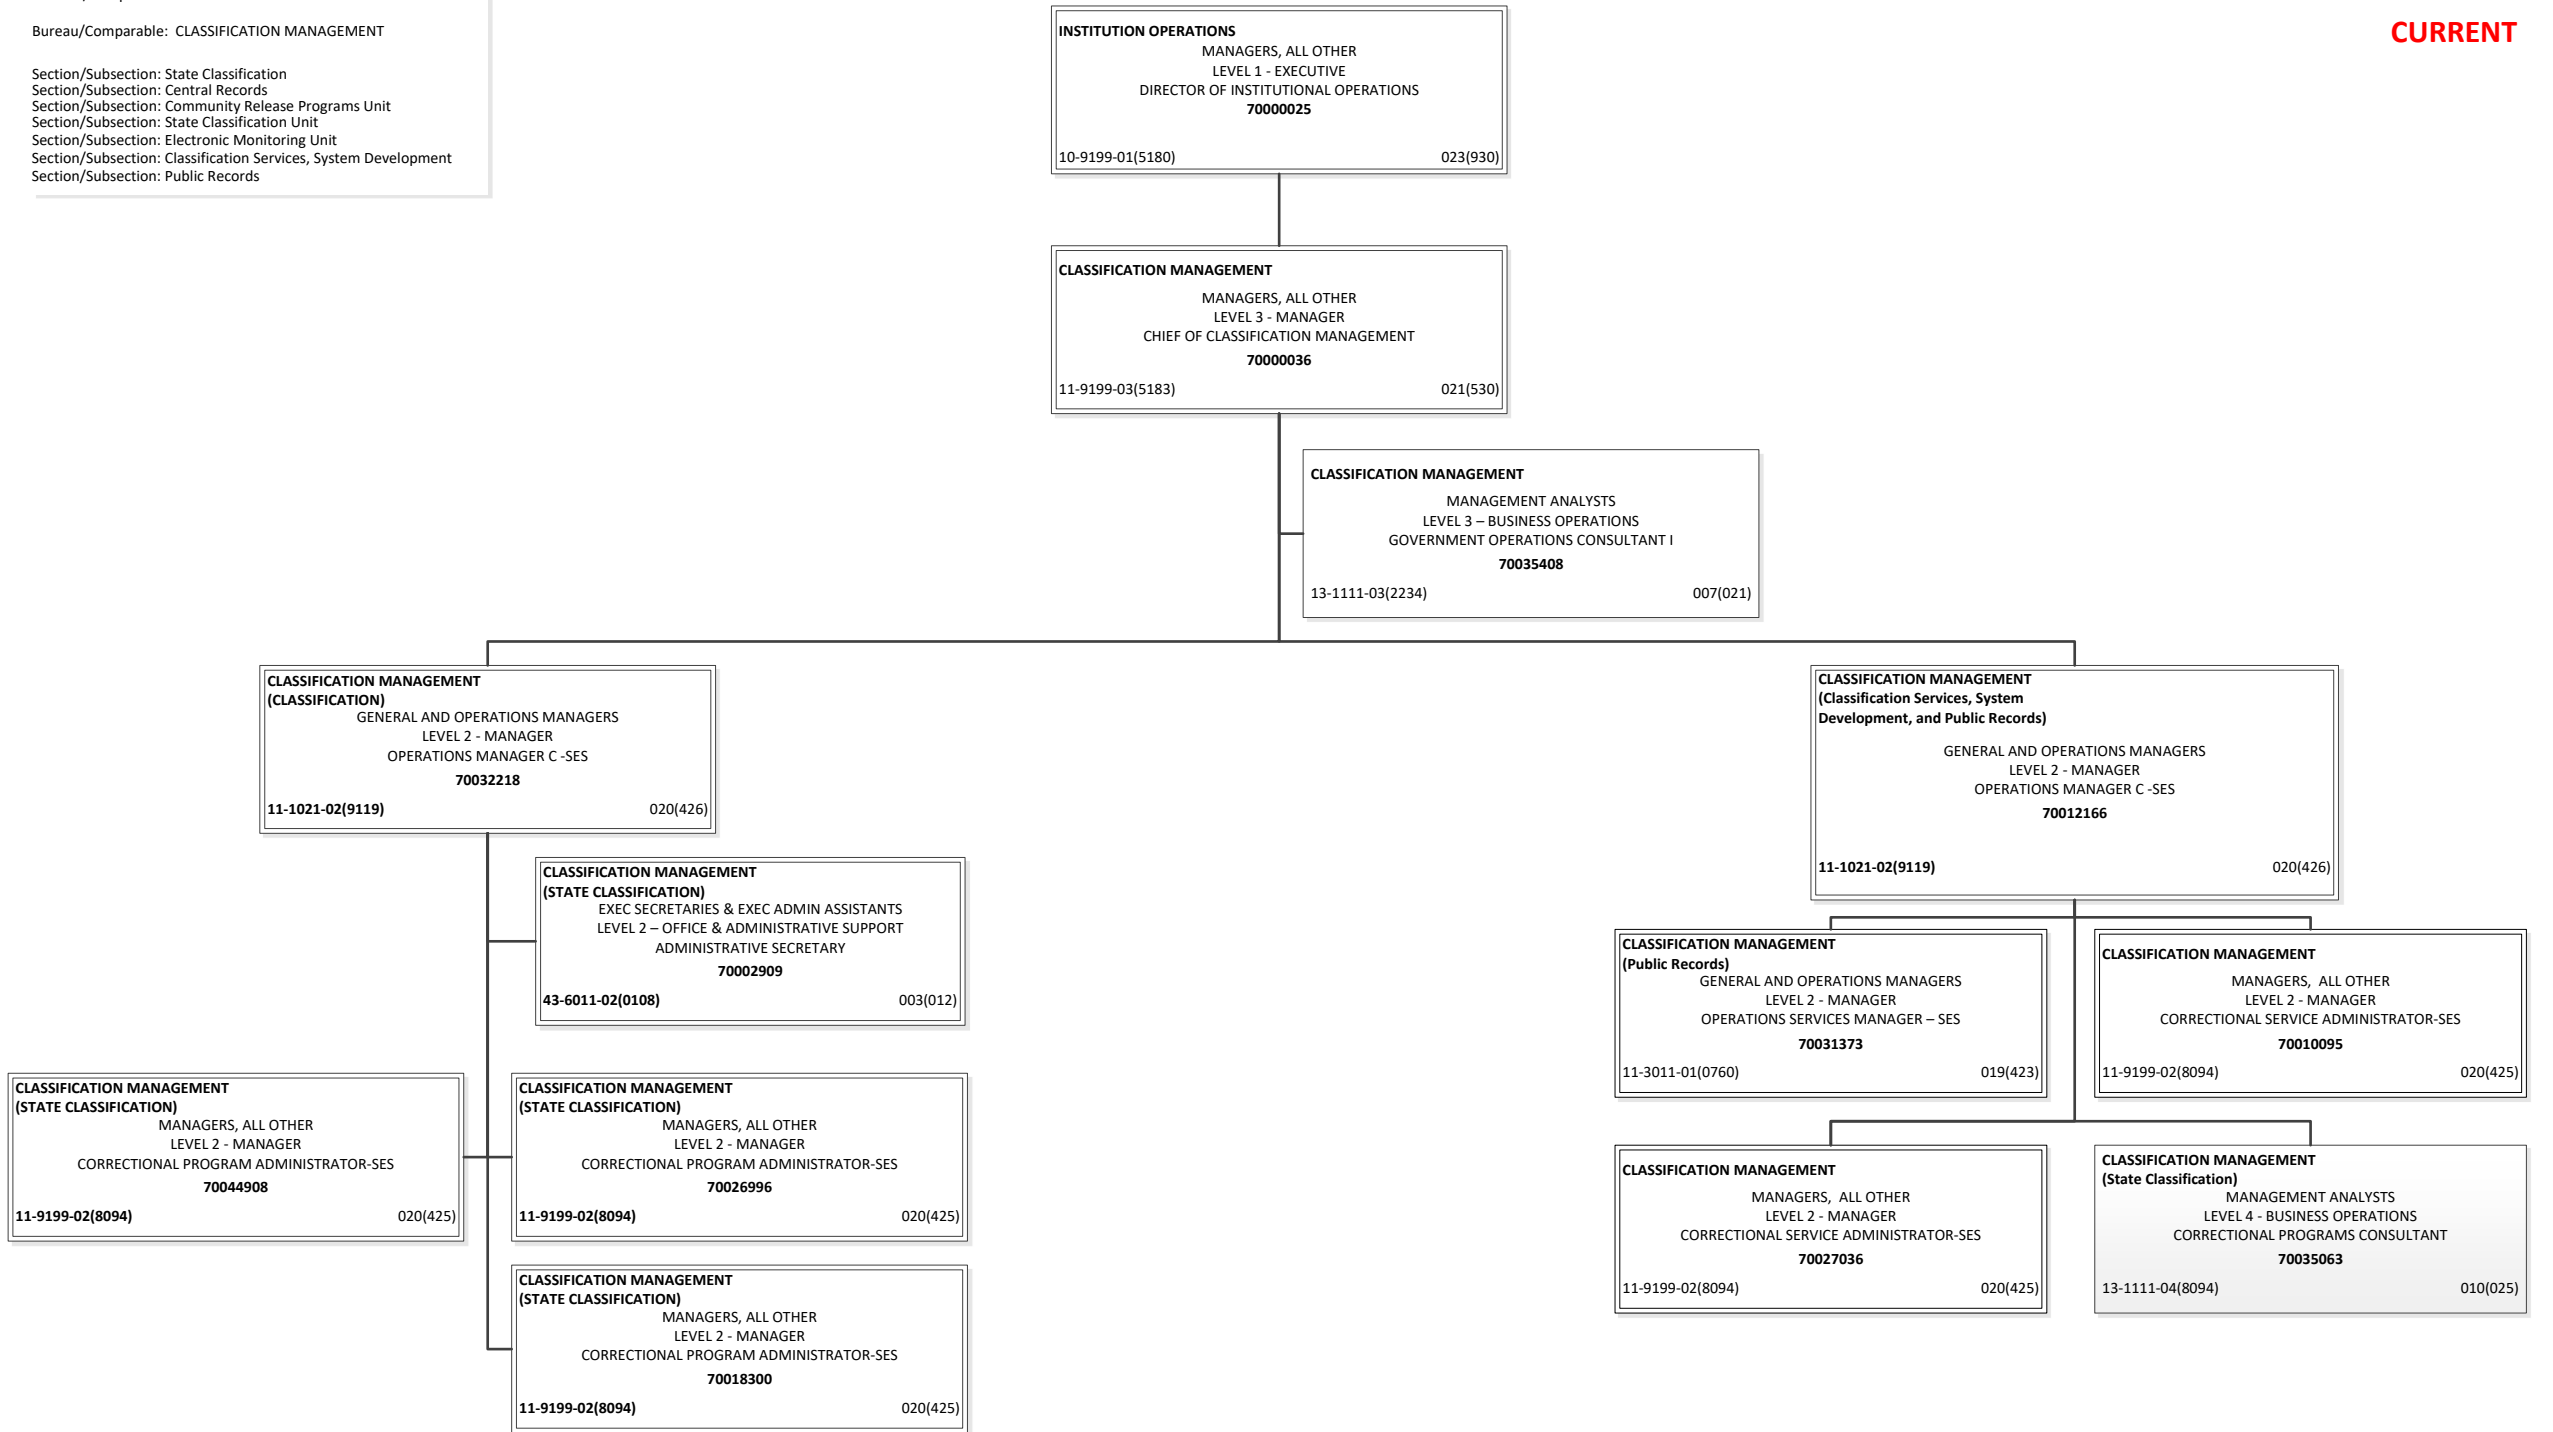 Bureau/Comparable: CLASSIFICATION MANAGEMENT
Section/Subsection: State Classification
Section/Subsection: Central Records
Section/Subsection: Community Release Programs Unit
Section/Subsection: State Classification Unit
Section/Subsection: Electronic Monitoring Unit
Section/Subsection: Classification Services, System Development
Section/Subsection: Public Records
CURRENT
INSTITUTION OPERATIONS
MANAGERS, ALL OTHER
LEVEL 1 - EXECUTIVE
DIRECTOR OF INSTITUTIONAL OPERATIONS
70000025
10-9199-01(5180) 023(930)
CLASSIFICATION MANAGEMENT
MANAGERS, ALL OTHER
LEVEL 3 - MANAGER
CHIEF OF CLASSIFICATION MANAGEMENT
70000036
11-9199-03(5183) 021(530)
CLASSIFICATION MANAGEMENT
MANAGEMENT ANALYSTS
LEVEL 3 – BUSINESS OPERATIONS
GOVERNMENT OPERATIONS CONSULTANT I
70035408
13-1111-03(2234) 007(021)
CLASSIFICATION MANAGEMENT
(CLASSIFICATION)
GENERAL AND OPERATIONS MANAGERS
LEVEL 2 - MANAGER
OPERATIONS MANAGER C -SES
70032218
11-1021-02(9119) 020(426)
CLASSIFICATION MANAGEMENT
(STATE CLASSIFICATION)
EXEC SECRETARIES & EXEC ADMIN ASSISTANTS
LEVEL 2 – OFFICE & ADMINISTRATIVE SUPPORT
ADMINISTRATIVE SECRETARY
70002909
43-6011-02(0108) 003(012)
CLASSIFICATION MANAGEMENT
(STATE CLASSIFICATION)
MANAGERS, ALL OTHER
LEVEL 2 - MANAGER
CORRECTIONAL PROGRAM ADMINISTRATOR-SES
70044908
11-9199-02(8094) 020(425)
CLASSIFICATION MANAGEMENT
(STATE CLASSIFICATION)
MANAGERS, ALL OTHER
LEVEL 2 - MANAGER
CORRECTIONAL PROGRAM ADMINISTRATOR-SES
70026996
11-9199-02(8094) 020(425)
CLASSIFICATION MANAGEMENT
(STATE CLASSIFICATION)
MANAGERS, ALL OTHER
LEVEL 2 - MANAGER
CORRECTIONAL PROGRAM ADMINISTRATOR-SES
70018300
11-9199-02(8094) 020(425)
CLASSIFICATION MANAGEMENT
(Classification Services, System
Development, and Public Records)
GENERAL AND OPERATIONS MANAGERS
LEVEL 2 - MANAGER
OPERATIONS MANAGER C -SES
70012166
11-1021-02(9119) 020(426)
CLASSIFICATION MANAGEMENT
(Public Records)
GENERAL AND OPERATIONS MANAGERS
LEVEL 2 - MANAGER
OPERATIONS SERVICES MANAGER – SES
70031373
11-3011-01(0760) 019(423)
CLASSIFICATION MANAGEMENT
MANAGERS, ALL OTHER
LEVEL 2 - MANAGER
CORRECTIONAL SERVICE ADMINISTRATOR-SES
70010095
11-9199-02(8094) 020(425)
CLASSIFICATION MANAGEMENT
MANAGERS, ALL OTHER
LEVEL 2 - MANAGER
CORRECTIONAL SERVICE ADMINISTRATOR-SES
70027036
11-9199-02(8094) 020(425)
CLASSIFICATION MANAGEMENT
(State Classification)
MANAGEMENT ANALYSTS
LEVEL 4 - BUSINESS OPERATIONS
CORRECTIONAL PROGRAMS CONSULTANT
70035063
13-1111-04(8094) 010(025)